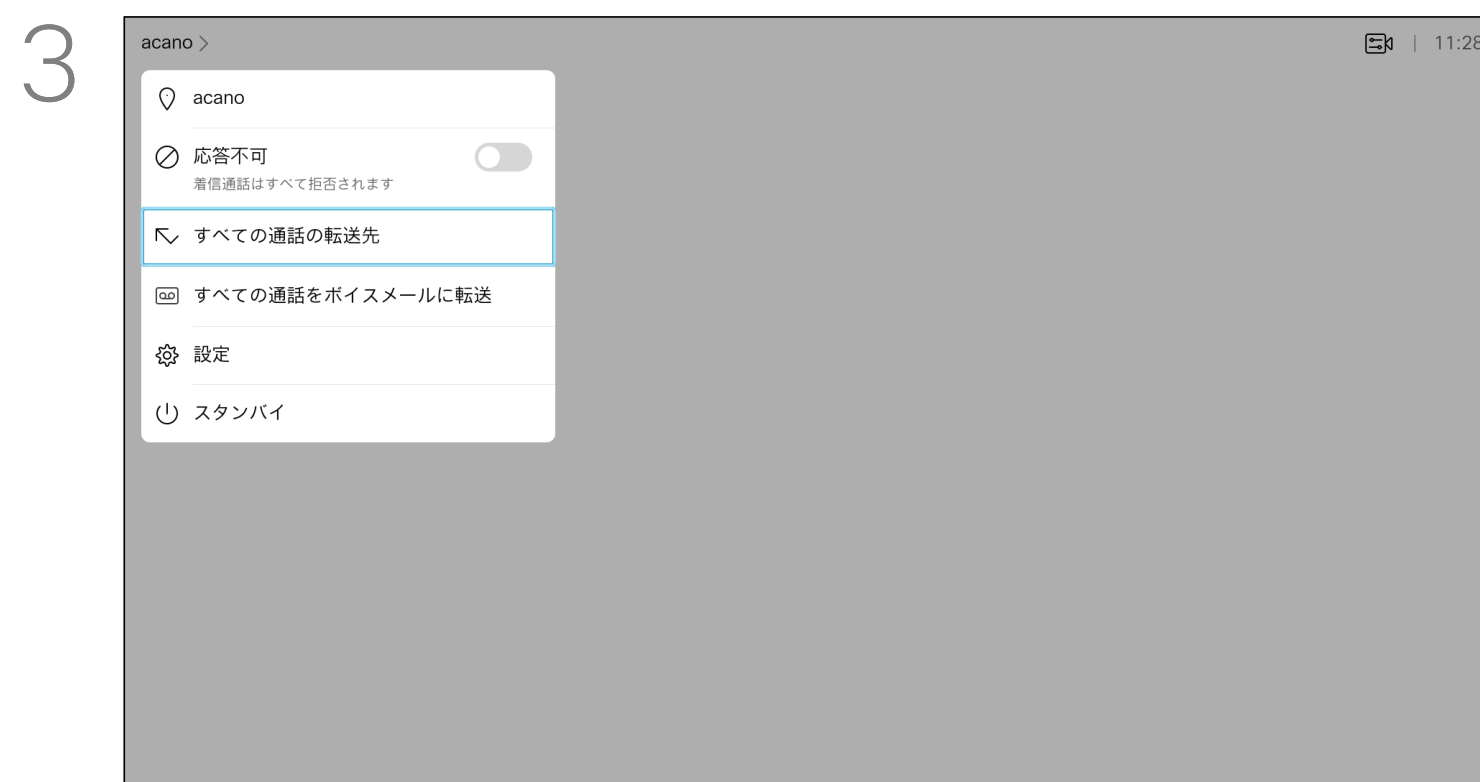 3
acano >
11:28
acano
応答不可
着信通話はすべて拒否されます
すべての通話の転送先
すべての通話をボイスメールに転送
設定
スタンバイ